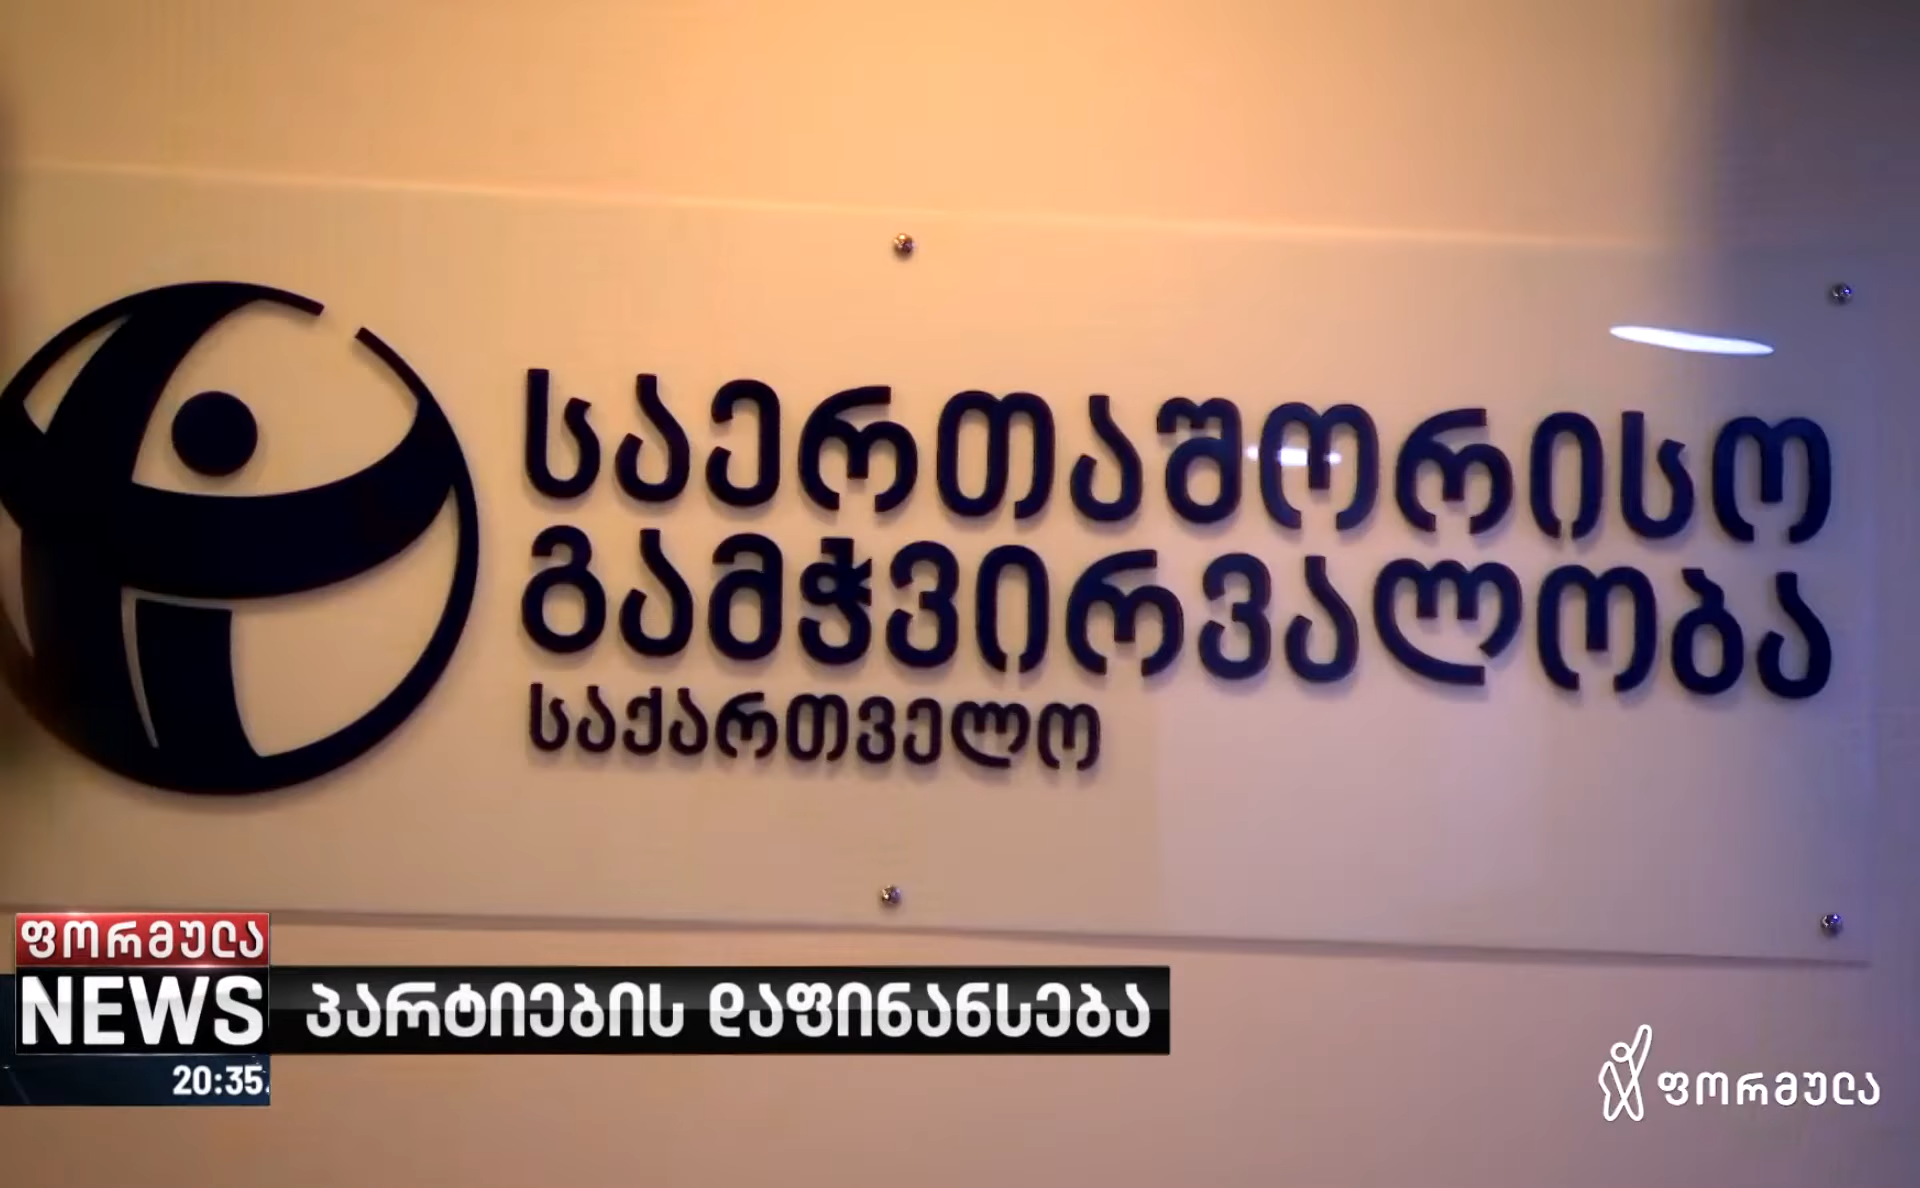 საერთაშორისო
გამჭვირვალობა
საქართველო
ფორმულა
NEWS
პარტიების დაფინანსება
20:35
ფორმულა